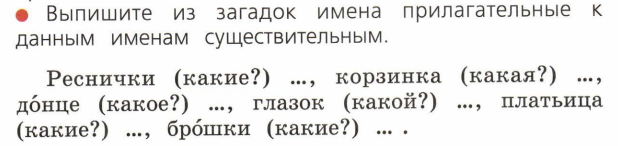 ● Выпишите из загадок имена прилагательные к
данным именам существительным.
Реснички (какие?) ..., корзинка (какая?) ...,
до́нце (какое?) ..., глазок (какой?) ..., платьица
(какие?) ..., бро́шки (какие?) ... .